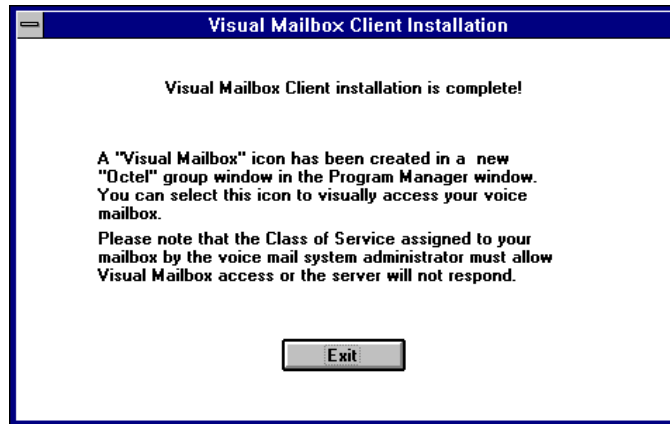 Visual Mailbox Client Installation
Visual Mailbox Client installation is complete!
A "Visual Mailbox" icon has been created in a new
"Octel" group window in the Program Manager window.
You can select this icon to visually access your voice
mailbox.
Please note that the Class of Service assigned to your
mailbox by the voice mail system administrator must allow
Visual Mailbox access or the server will not respond.
Exit